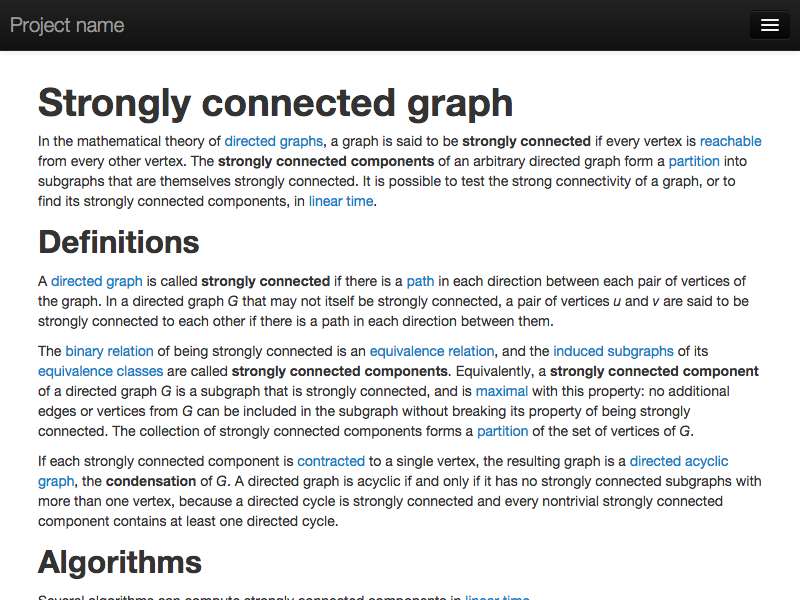 Project name
Strongly connected graph
In the mathematical theory of directed graphs, a graph is said to be strongly connected if every vertex is reachable
from every other vertex. The strongly connected components of an arbitrary directed graph form a partition into
subgraphs that are themselves strongly connected. It is possible to test the strong connectivity of a graph, or to
find its strongly connected components, in linear time.
Definitions
A directed graph is called strongly connected if there is a path in each direction between each pair of vertices of
the graph. In a directed graph G that may not itself be strongly connected, a pair of vertices u and v are said to be
strongly connected to each other if there is a path in each direction between them.
The binary relation of being strongly connected is an equivalence relation, and the induced subgraphs of its
equivalence classes are called strongly connected components. Equivalently, a strongly connected component
of a directed graph G is a subgraph that is strongly connected, and is maximal with this property: no additional
edges or vertices from G can be included in the subgraph without breaking its property of being strongly
connected. The collection of strongly connected components forms a partition of the set of vertices of G.
If each strongly connected component is contracted to a single vertex, the resulting graph is a directed acyclic
graph, the condensation of G. A directed graph is acyclic if and only if it has no strongly connected subgraphs with
more than one vertex, because a directed cycle is strongly connected and every nontrivial strongly connected
component contains at least one directed cycle.
Algorithms
Several algorithms can compute strongly connected components in linear time.